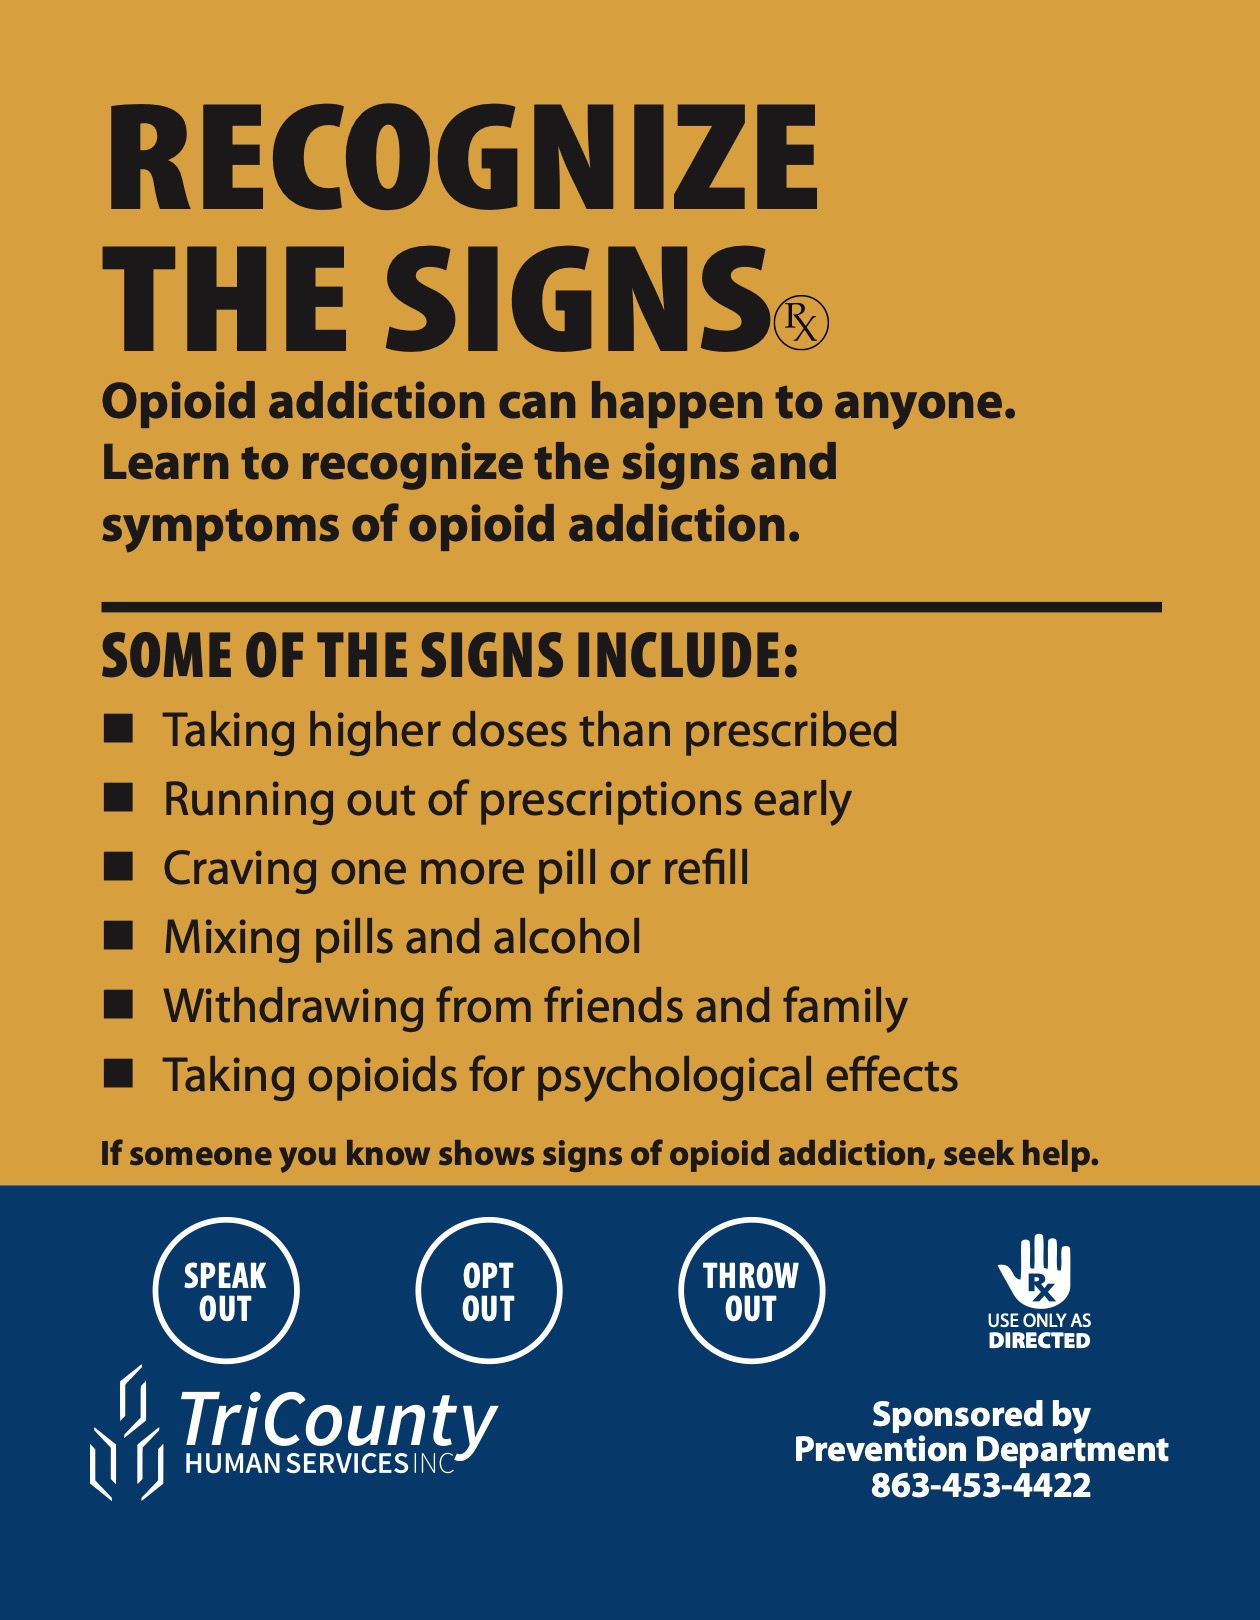 RECOGNIZE
THE SIGNS Rx
Opioid addiction can happen to anyone.
Learn to recognize the signs and
symptoms of opioid addiction.
SOME OF THE SIGNS INCLUDE:
■ Taking higher doses than prescribed
■ Running out of prescriptions early
■ Craving one more pill or refill
■ Mixing pills and alcohol
■ Withdrawing from friends and family
■ Taking opioids for psychological effects
If someone you know shows signs of opioid addiction, seek help.
SPEAK
OUT
OPT
OUT
THROW
OUT
Rx
USE ONLY AS
DIRECTED
TriCounty
HUMAN SERVICES INC
Sponsored by
Prevention Department
863-453-4422